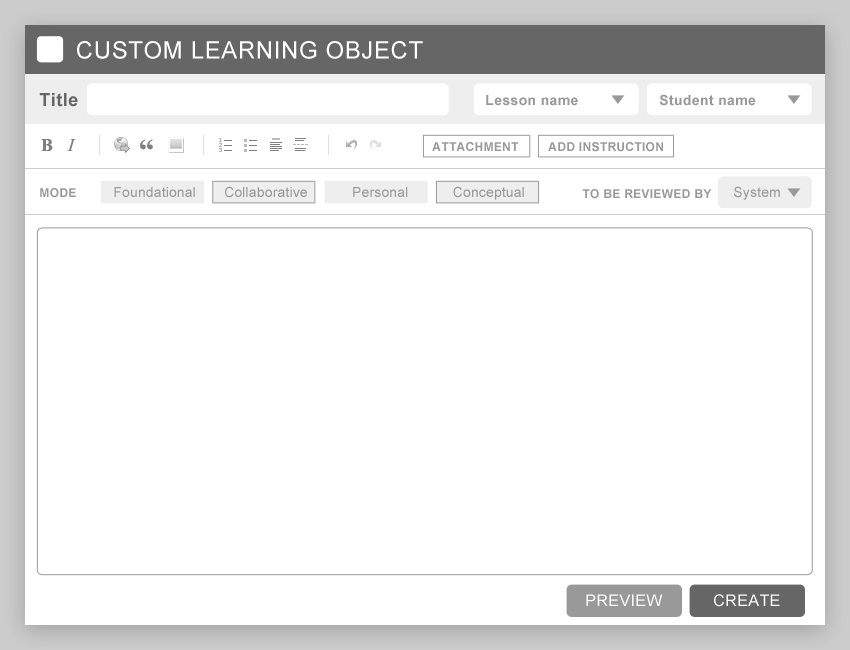 CUSTOM LEARNING OBJECT
Title Lesson name Student name
B I ATTACHMENT ADD INSTRUCTION
MODE Foundational Collaborative Personal Conceptual TO BE REVIEWED BY System
PREVIEW CREATE